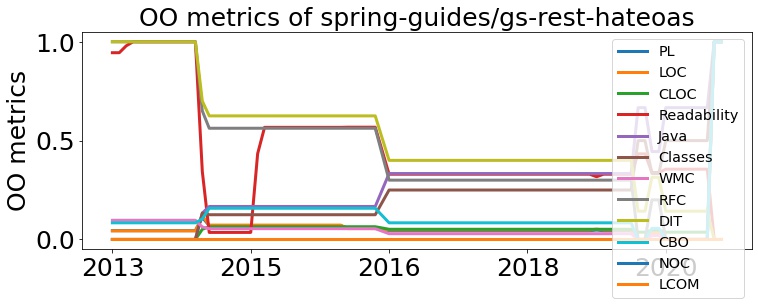 OO metrics of spring-guides/gs-rest-hateoas
1.0
0.5
0.0
OO metrics
2013 2015 2016 2018 2020
PL
LOC
CLOC
Readability
Java
Classes
WMC
RFC
DIT
CBO
NOC
LCOM